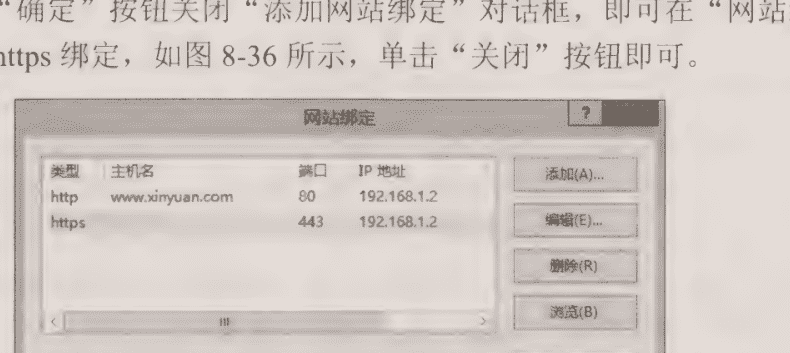 “确定”按钮关闭“添加网站绑定”对话框，即可在“网站
https 绑定，如图 8-36 所示，单击“关闭”按钮即可。
网站绑定 ?
类型 主机名 端口 IP 地址
http www.xinyuan.com 80 192.168.1.2
https 443 192.168.1.2
添加(A)...
编辑(E)...
删除(R)
浏览(B)